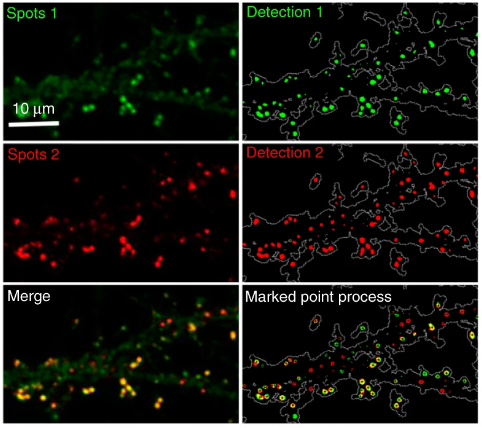 Spots 1
Detection 1
10 μm
Spots 2
Detection 2
Merge
Marked point process